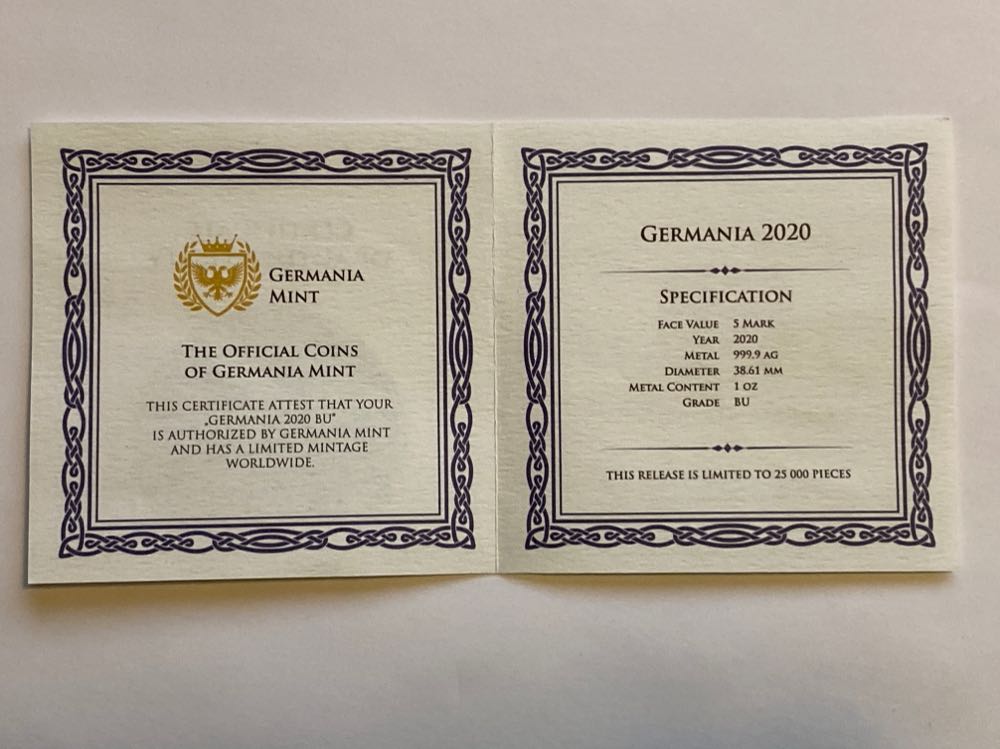 GERMANIA
MINT
THE OFFICIAL COINS
OF GERMANIA MINT
THIS CERTIFICATE ATTEST THAT YOUR
„GERMANIA 2020 BU"
IS AUTHORIZED BY GERMANIA MINT
AND HAS A LIMITED MINTAGE
WORLDWIDE.
GERMANIA 2020
SPECIFICATION
FACE VALUE 5 MARK
YEAR 2020
METAL 999.9 AG
DIAMETER 38.61 MM
METAL CONTENT 1 OZ
GRADE BU
THIS RELEASE IS LIMITED TO 25 000 PIECES